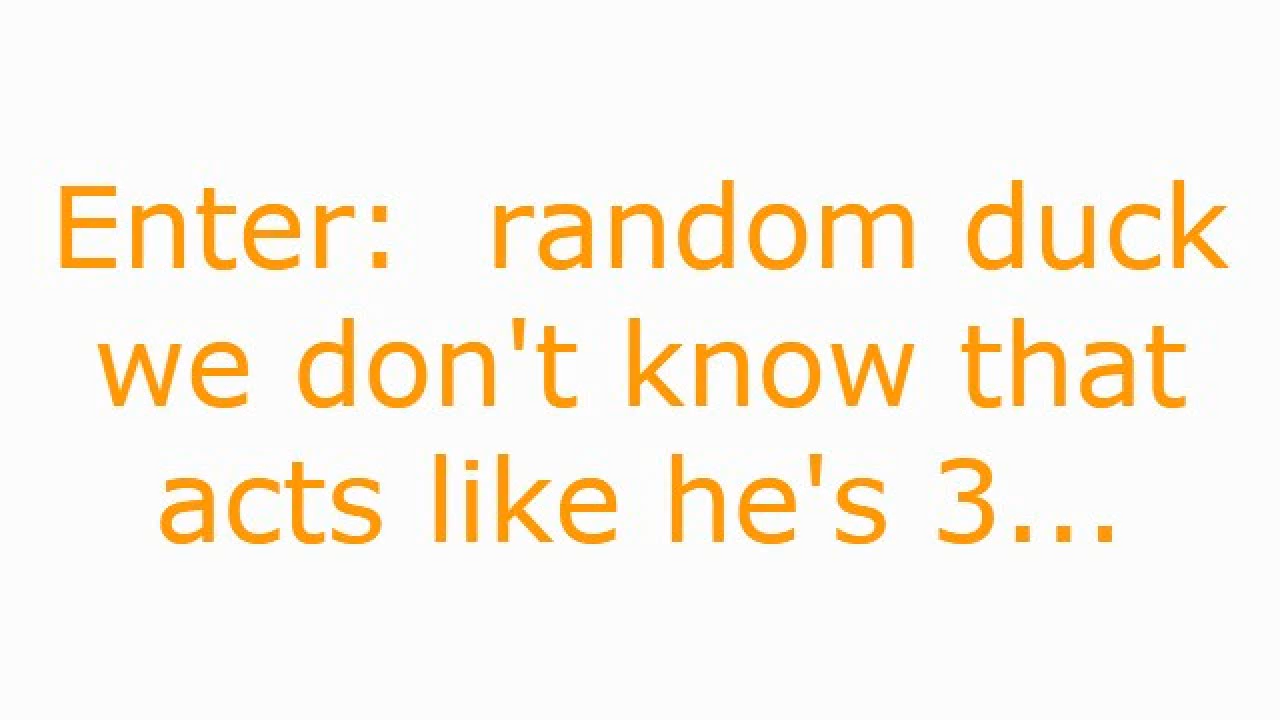 Enter:  random duck
we don't know that
acts like he's 3...